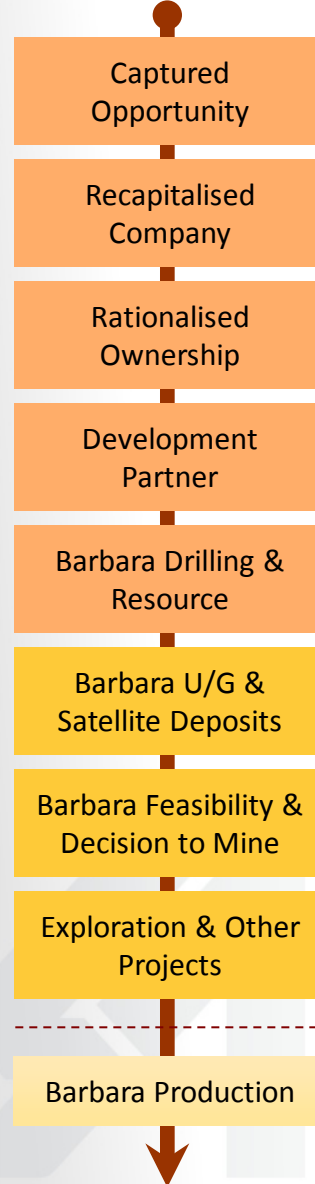 Captured
Opportunity
Recapitalised
Company
Rationalised
Ownership
Development
Partner
Barbara Drilling &
Resource
Barbara U/G &
Satellite Deposits
Barbara Feasibility &
Decision to Mine
Exploration & Other
Projects
Barbara Production